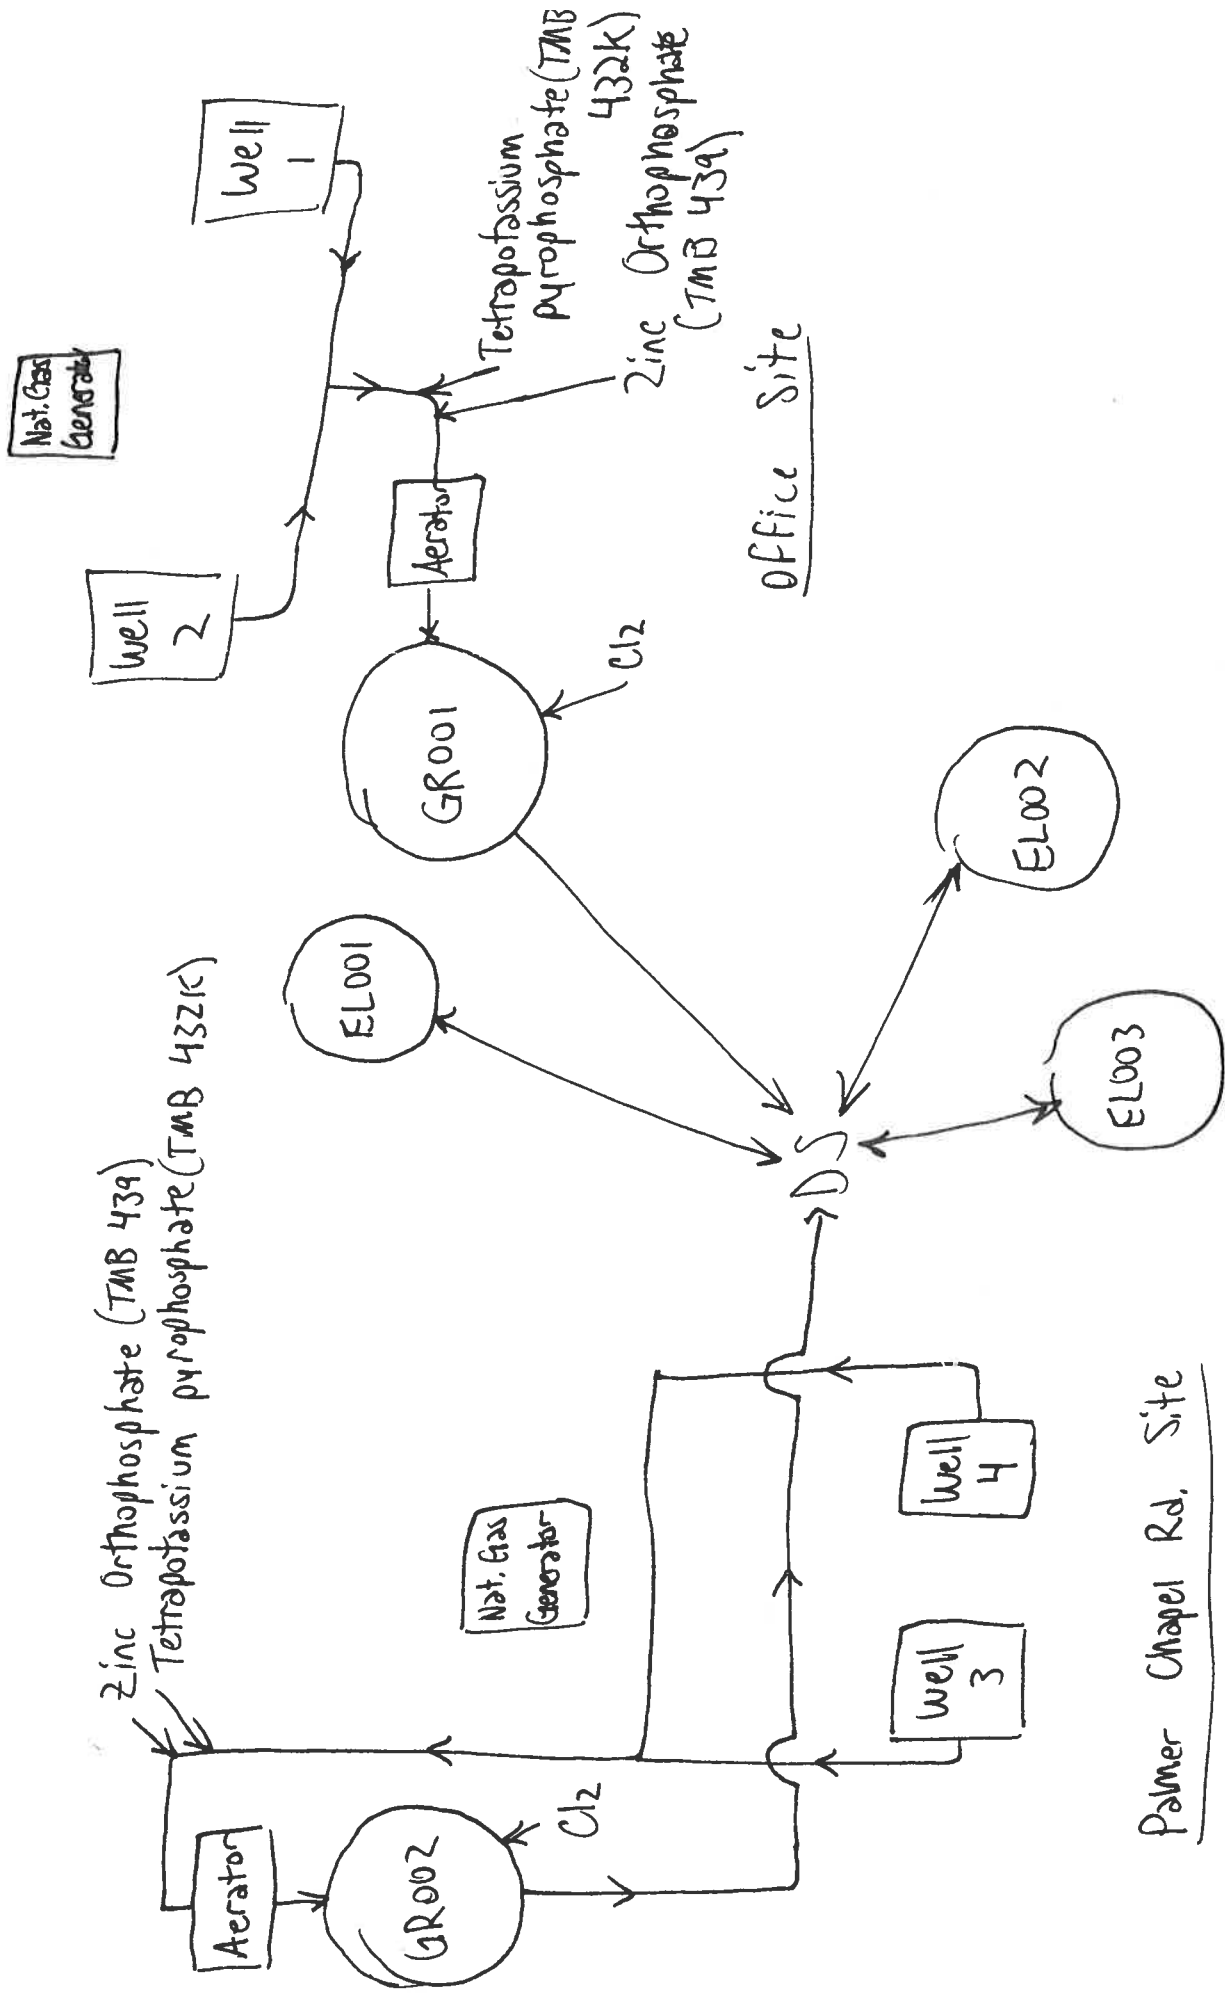 Zinc Orthophosphate (TMB 439)
Tetrapotassium pyrophosphate (TMB 432K)
Aerator
GR002
Cl2
Nat. Gas
Generator
Well
3
Well
4
Palmer Chapel Rd. Site
DS
EL001
EL002
EL003
GR001
Cl2
Aerator
Well
2
Nat. Gas
Generator
Well
1
Tetrapotassium
pyrophosphate (TMB
432K)
Zinc Orthophosphate
(TMB 439)
Office Site